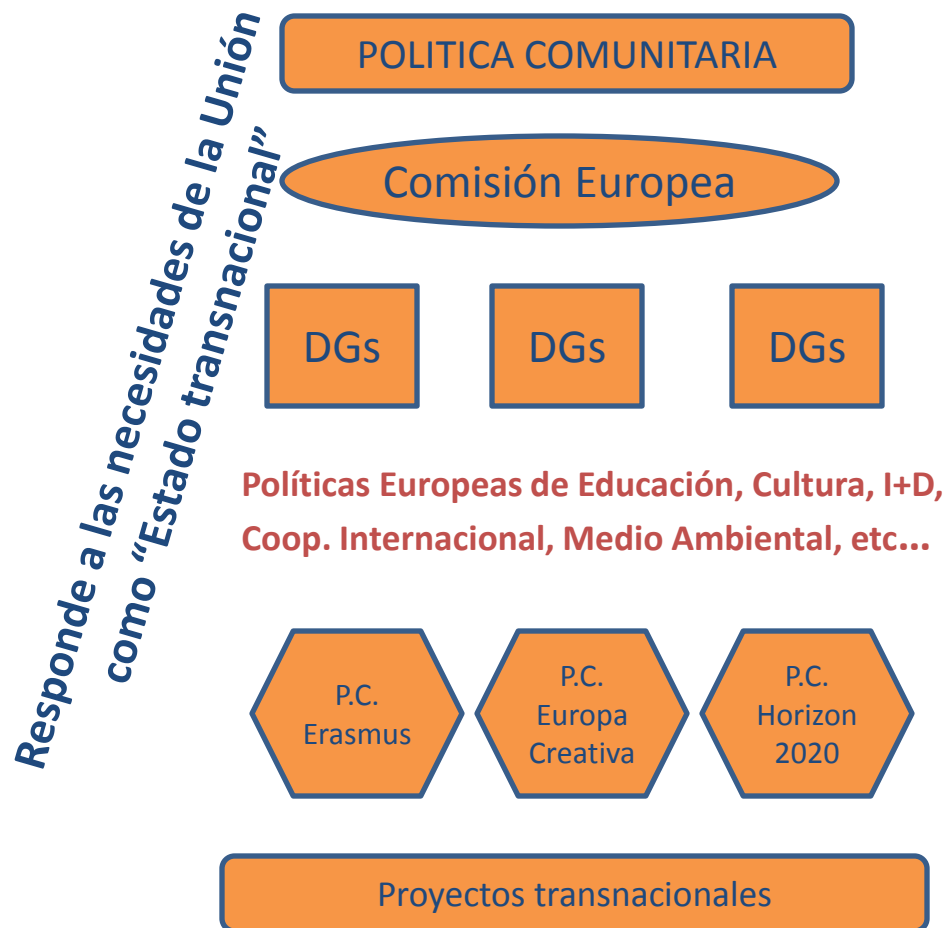 Responde a las necesidades de la Unión
como “Estado transnacional”
POLITICA COMUNITARIA
Comisión Europea
DGs
DGs
DGs
Políticas Europeas de Educación, Cultura, I+D,
Coop. Internacional, Medio Ambiental, etc...
P.C.
Erasmus
P.C.
Europa
Creativa
P.C.
Horizon
2020
Proyectos transnacionales